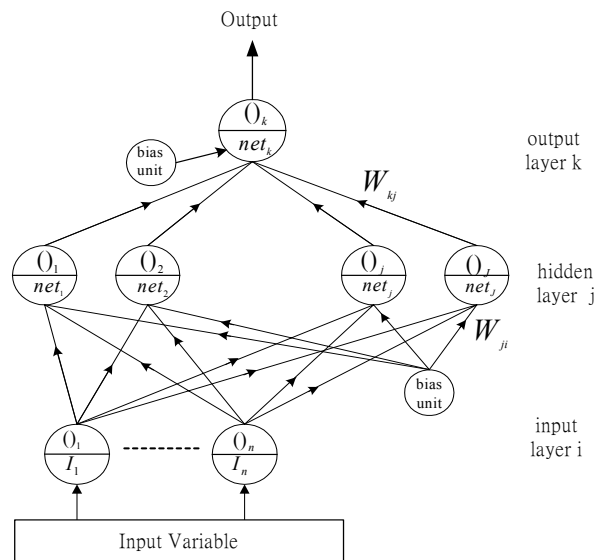 Output
O_k
net_k
bias
unit
output
layer k
W_kj
O_1
net_1
O_2
net_2
O_j
net_j
O_J
net_J
hidden
layer j
W_ji
bias
unit
O_1
I_1
O_n
I_n
input
layer i
Input Variable